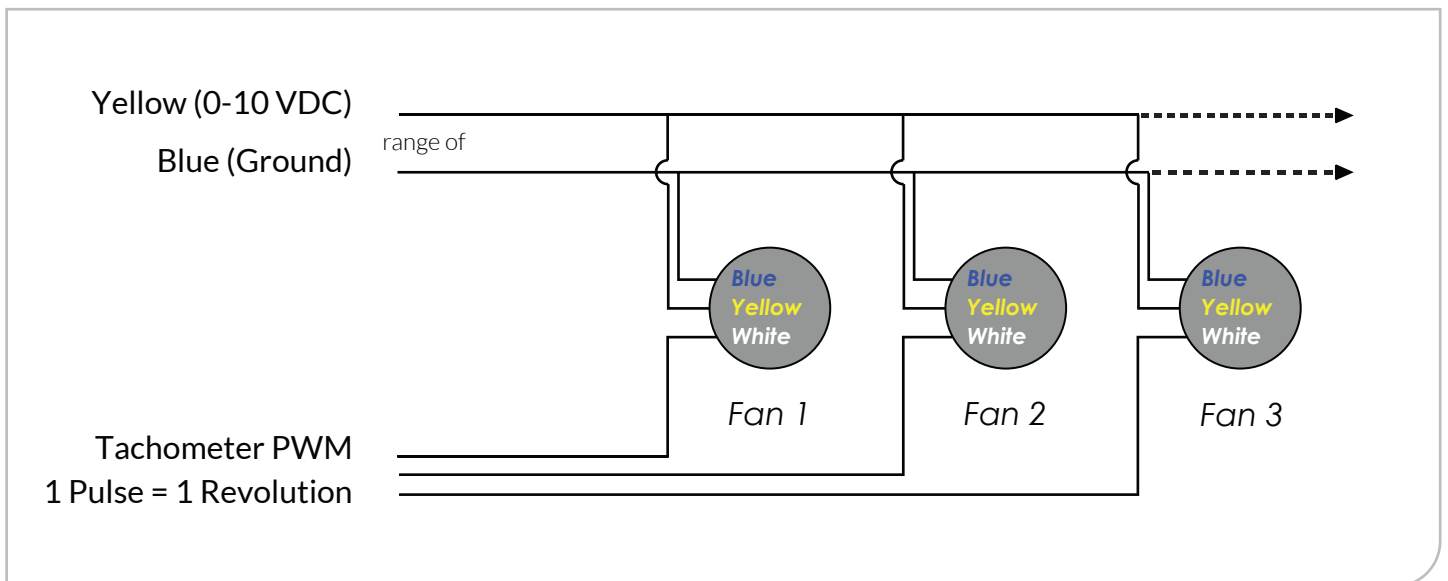 Yellow (0-10 VDC)
range of
Blue (Ground)
Blue
Yellow
White
Fan 1
Blue
Yellow
White
Fan 2
Blue
Yellow
White
Fan 3
Tachometer PWM
1 Pulse = 1 Revolution